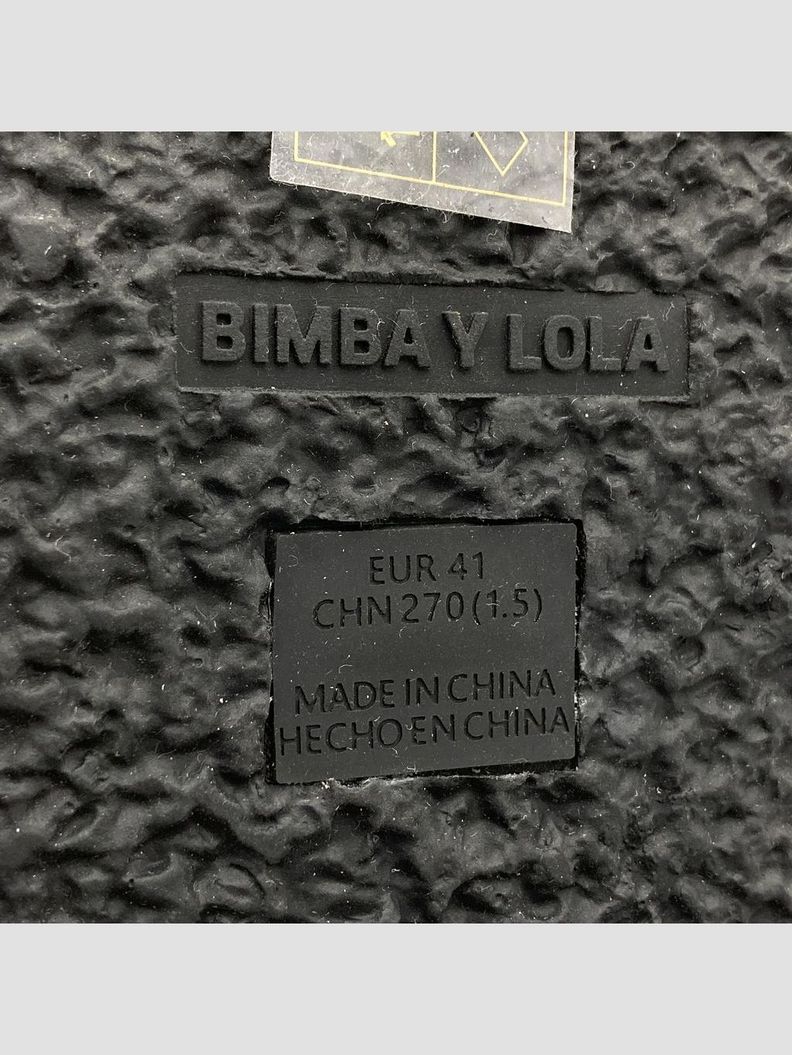 BIMBA Y LOLA
EUR 41
CHN 270 (1.5)
MADE IN CHINA
HECHO EN CHINA